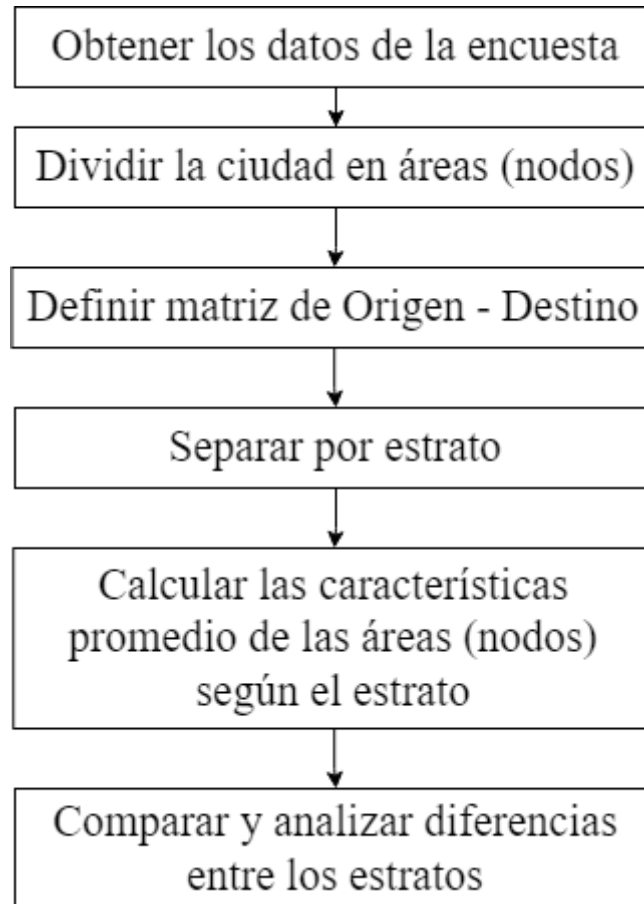 Obtener los datos de la encuesta
Dividir la ciudad en áreas (nodos)
Definir matriz de Origen - Destino
Separar por estrato
Calcular las características
promedio de las áreas (nodos)
según el estrato
Comparar y analizar diferencias
entre los estratos